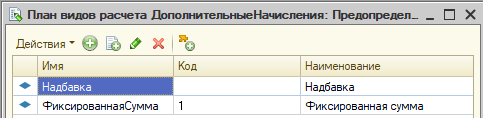 План видов расчета ДополнительныеНачисления: Предопредел...
Действия
Имя Код Наименование
Надбавка Надбавка
ФиксированнаяСумма 1 Фиксированная сумма